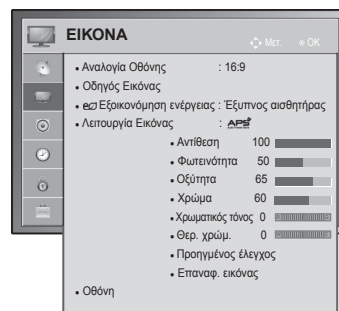 ΕΙΚΟΝΑ
Μετ. OK
• Αναλογία Οθόνης : 16:9
• Οδηγός Εικόνας
• Εξοικονόμηση ενέργειας : Έξυπνος αισθητήρας
• Λειτουργία Εικόνας : APS
• Αντίθεση 100
• Φωτεινότητα 50
• Οξύτητα 65
• Χρώμα 60
• Χρωματικός τόνος 0
• Θερ. χρώμ. 0
• Προηγμένος έλεγχος
• Επαναφ. εικόνας
• Οθόνη